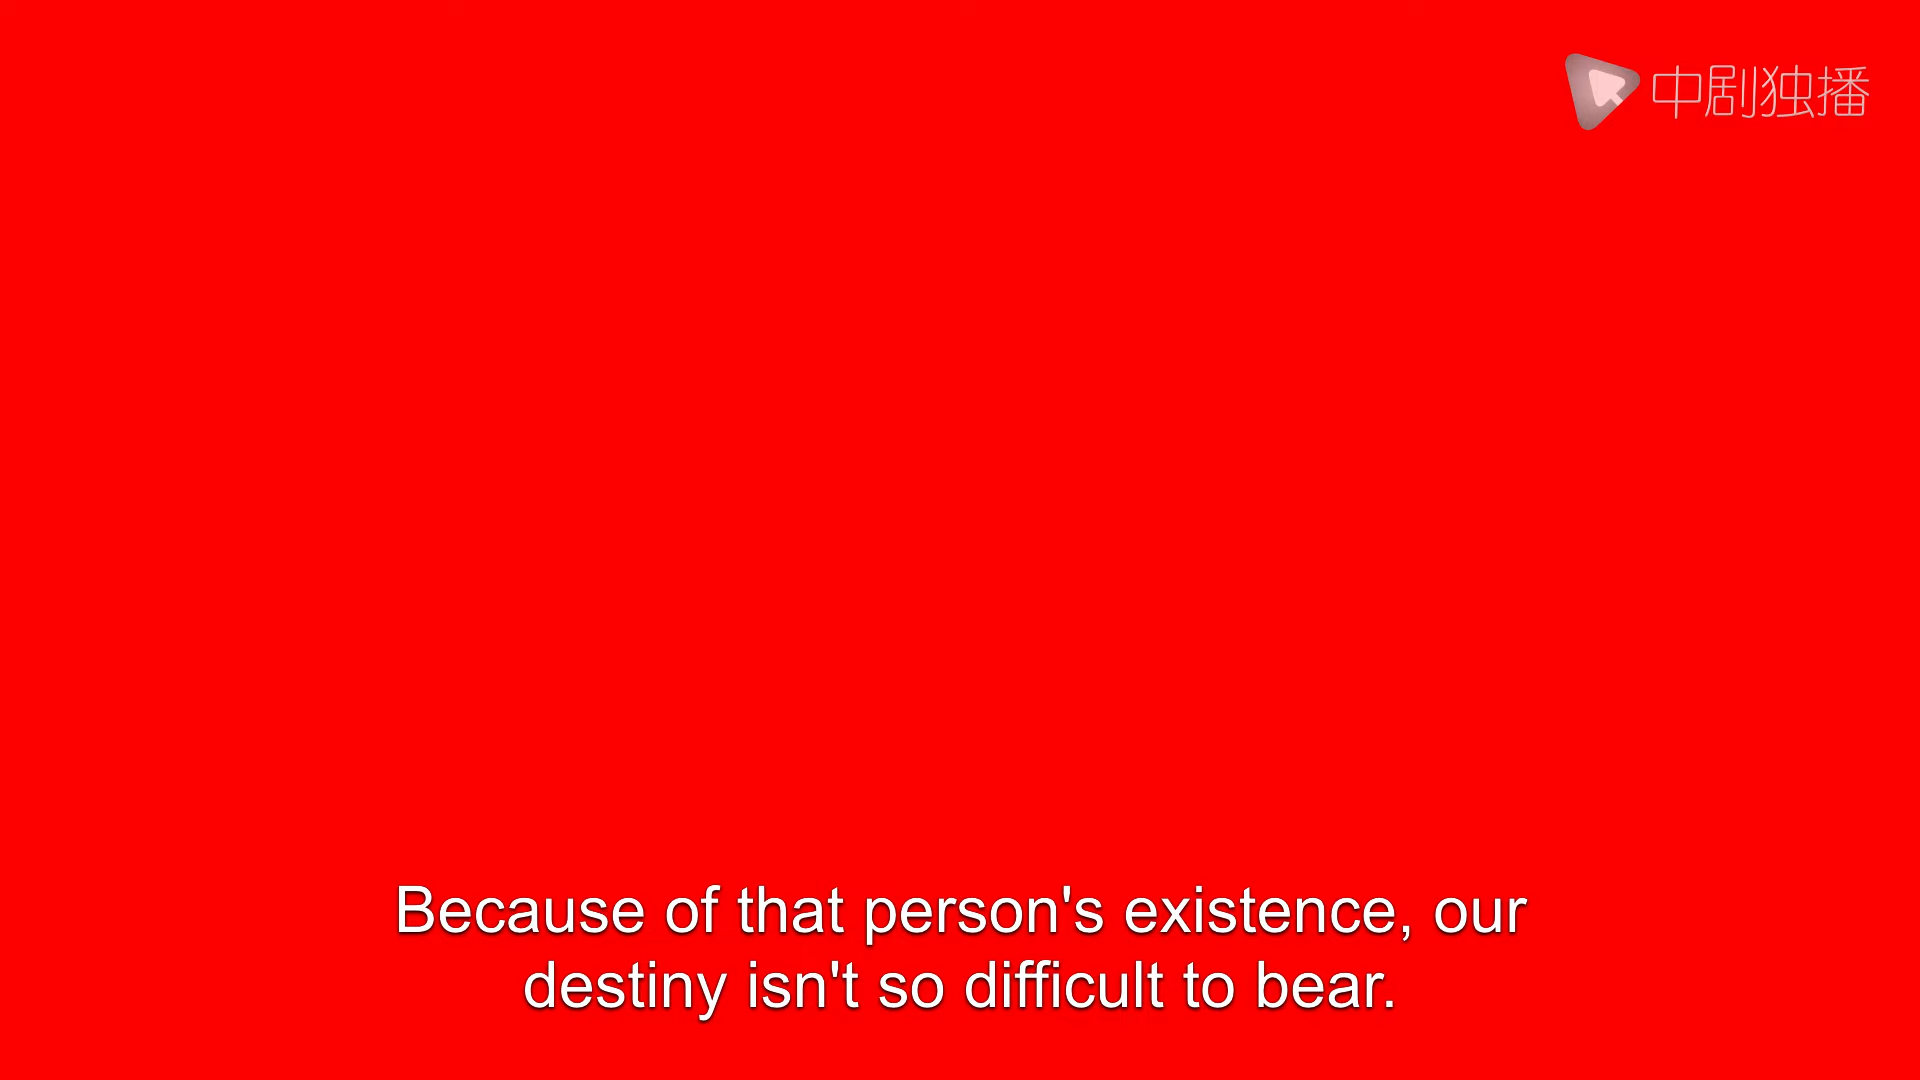 中剧独播
Because of that person's existence, our
destiny isn't so difficult to bear.